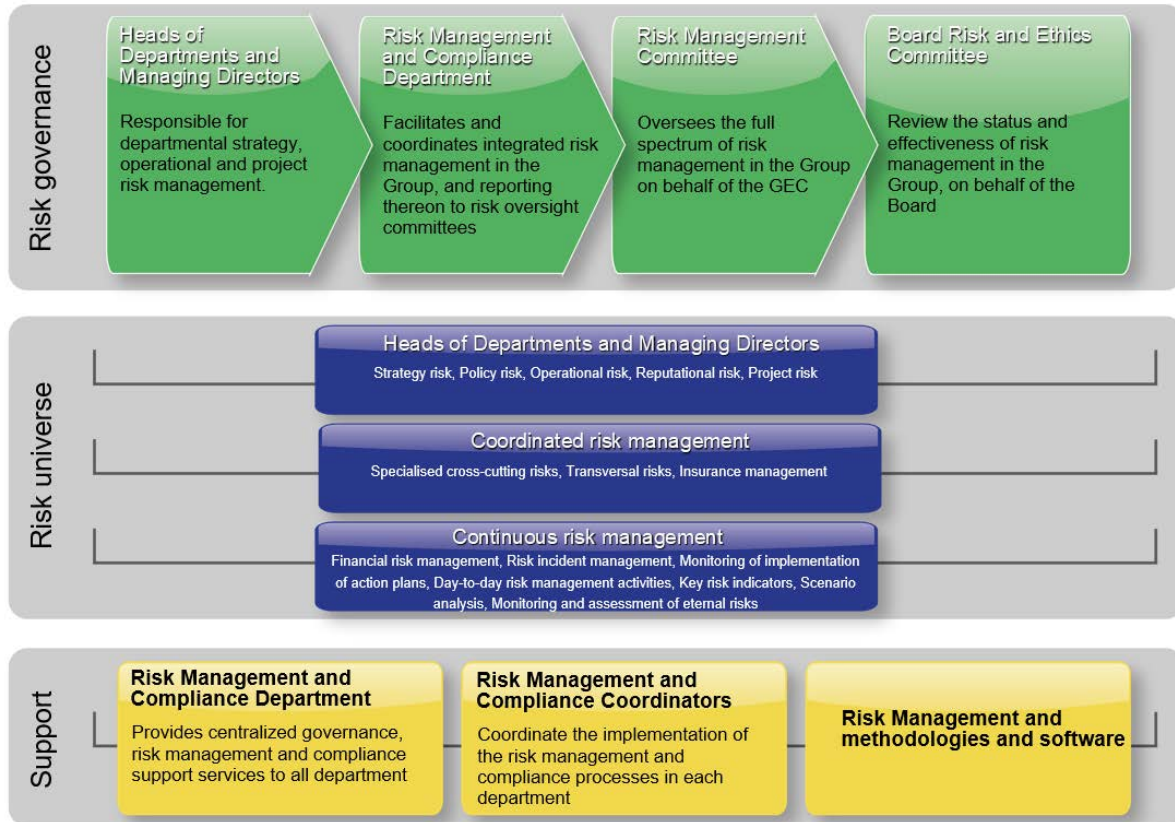 Risk governance
Heads of
Departments and
Managing Directors
Responsible for
departmental strategy,
operational and project
risk management.
Risk Management
and Compliance
Department
Facilitates and
coordinates integrated risk
management in the
Group, and reporting
thereon to risk oversight
committees
Risk Management
Committee
Oversees the full
spectrum of risk
management in the Group
on behalf of the GEC
Board Risk and Ethics
Committee
Review the status and
effectiveness of risk
management in the
Group, on behalf of the
Board
Risk universe
Heads of Departments and Managing Directors
Strategy risk, Policy risk, Operational risk, Reputational risk, Project risk
Coordinated risk management
Specialised cross-cutting risks, Transversal risks, Insurance management
Continuous risk management
Financial risk management, Risk incident management, Monitoring of implementation
of action plans, Day-to-day risk management activities, Key risk indicators, Scenario
analysis, Monitoring and assessment of eternal risks
Support
Risk Management and
Compliance Department
Provides centralized governance,
risk management and compliance
support services to all department
Risk Management and
Compliance Coordinators
Coordinate the implementation of
the risk management and
compliance processes in each
department
Risk Management and
methodologies and software